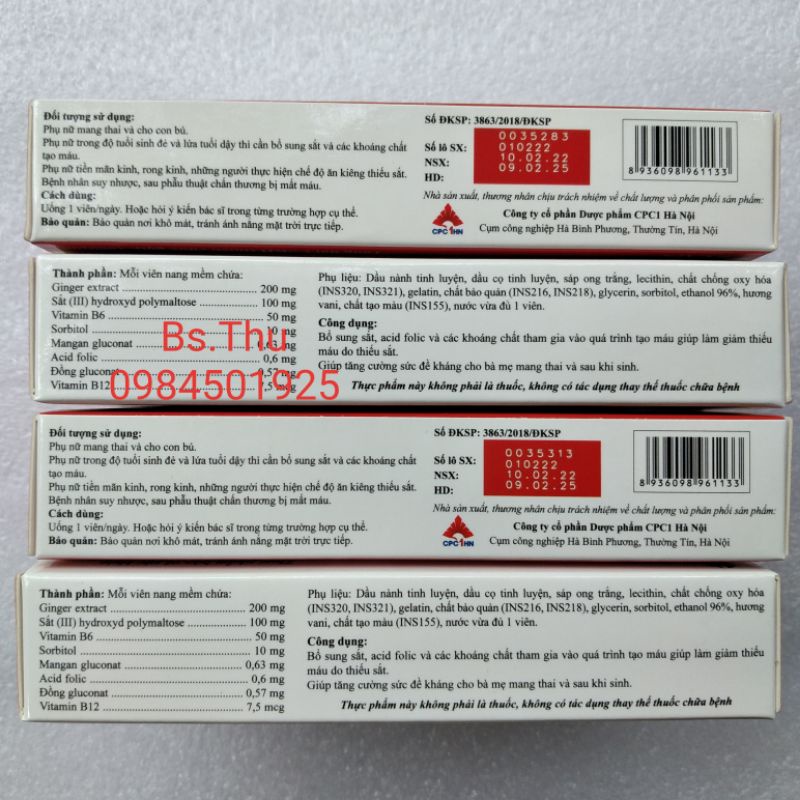 Đối tượng sử dụng:
Phụ nữ mang thai và cho con bú.
Phụ nữ trong độ tuổi sinh đẻ và lứa tuổi dậy thì cần bổ sung sắt và các khoáng chất
tạo máu.
Phụ nữ tiền mãn kinh, rong kinh, những người thực hiện chế độ ăn kiêng thiếu sắt.
Bệnh nhân suy nhược, sau phẫu thuật chấn thương bị mất máu.
Cách dùng:
Uống 1 viên/ngày. Hoặc hỏi ý kiến bác sĩ trong từng trường hợp cụ thể.
Bảo quản: Bảo quản nơi khô mát, tránh ánh nắng mặt trời trực tiếp.
Số ĐKSP: 3863/2018/ĐKSP
0035283
Số lô SX: 010222
NSX: 10.02.22
HD: 09.02.25
8 936098 961133
Nhà sản xuất, thương nhân chịu trách nhiệm về chất lượng và phân phối sản phẩm:
CPC1HN
Công ty cổ phần Dược phẩm CPC1 Hà Nội
Cụm công nghiệp Hà Bình Phương, Thường Tín, Hà Nội
Thành phần: Mỗi viên nang mềm chứa:
Ginger extract 200 mg
Sắt (III) hydroxyd polymaltose 100 mg
Vitamin B6 50 mg
Sorbitol 10 mg
Mangan gluconat 0,63 mg
Acid folic 0,6 mg
Đồng gluconat 0,57 mg
Vitamin B12 7,5 mcg
Bs.Thu
0984501925
Phụ liệu: Dầu nành tinh luyện, dầu cọ tinh luyện, sáp ong trắng, lecithin, chất chống oxy hóa
(INS320, INS321), gelatin, chất bảo quản (INS216, INS218), glycerin, sorbitol, ethanol 96%, hương
vani, chất tạo màu (INS155), nước vừa đủ 1 viên.
Công dụng:
Bổ sung sắt, acid folic và các khoáng chất tham gia vào quá trình tạo máu giúp làm giảm thiếu
máu do thiếu sắt.
Giúp tăng cường sức đề kháng cho bà mẹ mang thai và sau khi sinh.
Thực phẩm này không phải là thuốc, không có tác dụng thay thế thuốc chữa bệnh
Đối tượng sử dụng:
Phụ nữ mang thai và cho con bú.
Phụ nữ trong độ tuổi sinh đẻ và lứa tuổi dậy thì cần bổ sung sắt và các khoáng chất
tạo máu.
Phụ nữ tiền mãn kinh, rong kinh, những người thực hiện chế độ ăn kiêng thiếu sắt.
Bệnh nhân suy nhược, sau phẫu thuật chấn thương bị mất máu.
Cách dùng:
Uống 1 viên/ngày. Hoặc hỏi ý kiến bác sĩ trong từng trường hợp cụ thể.
Bảo quản: Bảo quản nơi khô mát, tránh ánh nắng mặt trời trực tiếp.
Số ĐKSP: 3863/2018/ĐKSP
0035313
Số lô SX: 010222
NSX: 10.02.22
HD: 09.02.25
8 936098 961133
Nhà sản xuất, thương nhân chịu trách nhiệm về chất lượng và phân phối sản phẩm:
CPC1HN
Công ty cổ phần Dược phẩm CPC1 Hà Nội
Cụm công nghiệp Hà Bình Phương, Thường Tín, Hà Nội
Thành phần: Mỗi viên nang mềm chứa:
Ginger extract 200 mg
Sắt (III) hydroxyd polymaltose 100 mg
Vitamin B6 50 mg
Sorbitol 10 mg
Mangan gluconat 0,63 mg
Acid folic 0,6 mg
Đồng gluconat 0,57 mg
Vitamin B12 7,5 mcg
Phụ liệu: Dầu nành tinh luyện, dầu cọ tinh luyện, sáp ong trắng, lecithin, chất chống oxy hóa
(INS320, INS321), gelatin, chất bảo quản (INS216, INS218), glycerin, sorbitol, ethanol 96%, hương
vani, chất tạo màu (INS155), nước vừa đủ 1 viên.
Công dụng:
Bổ sung sắt, acid folic và các khoáng chất tham gia vào quá trình tạo máu giúp làm giảm thiếu
máu do thiếu sắt.
Giúp tăng cường sức đề kháng cho bà mẹ mang thai và sau khi sinh.
Thực phẩm này không phải là thuốc, không có tác dụng thay thế thuốc chữa bệnh